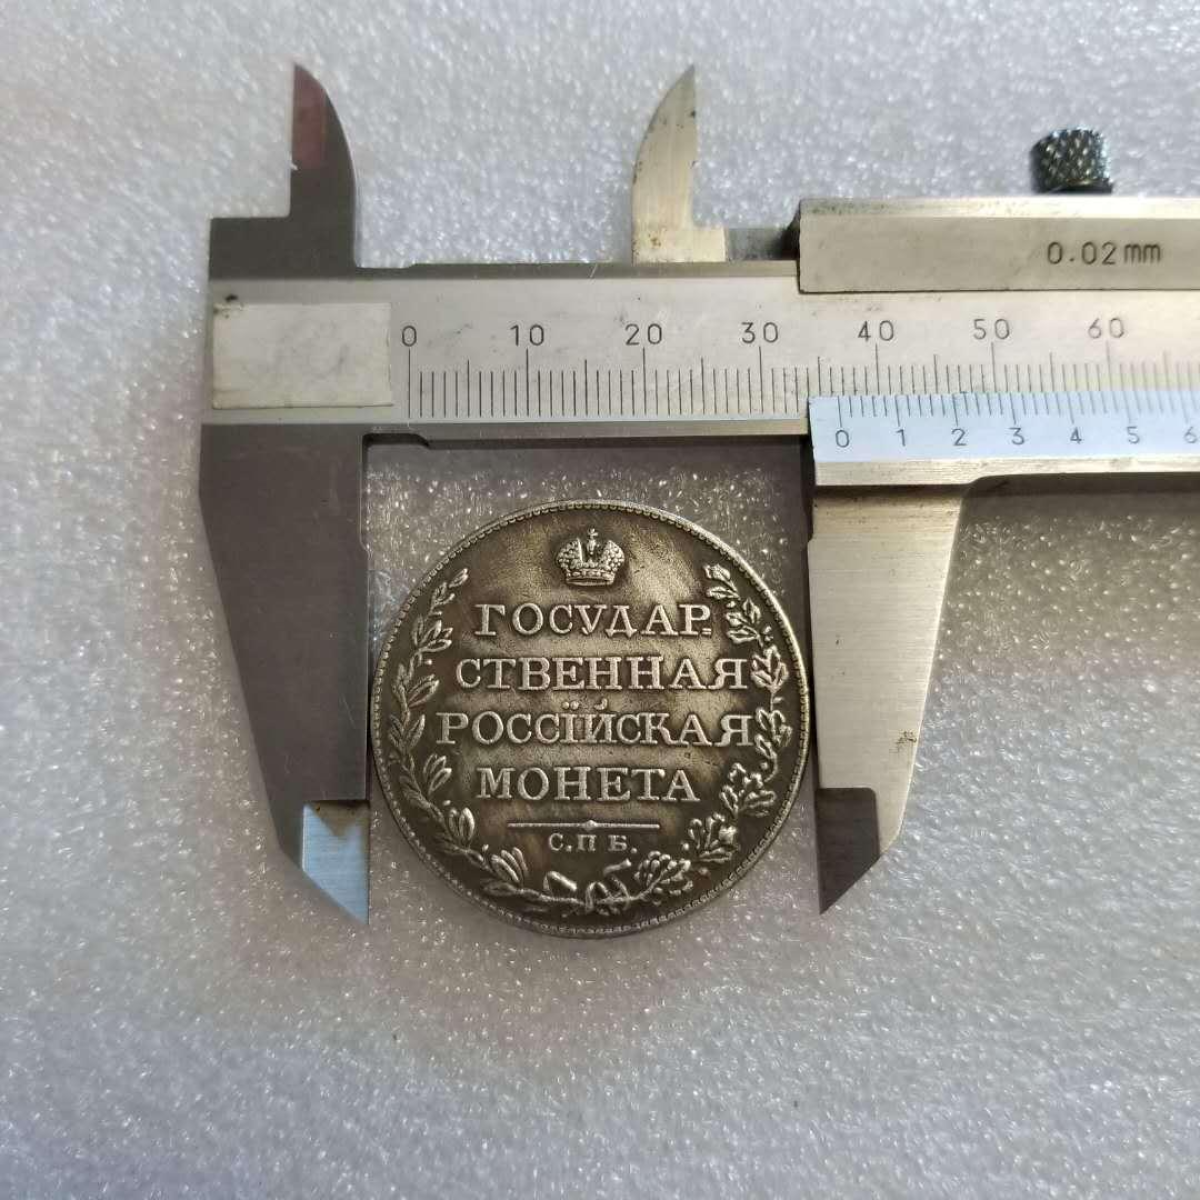 0.02mm
0 10 20 30 40 50 60
0 1 2 3 4 5 6
ГОСУДАР=
СТВЕННАЯ
РОССІЙСКАЯ
МОНЕТА
С.П Б.